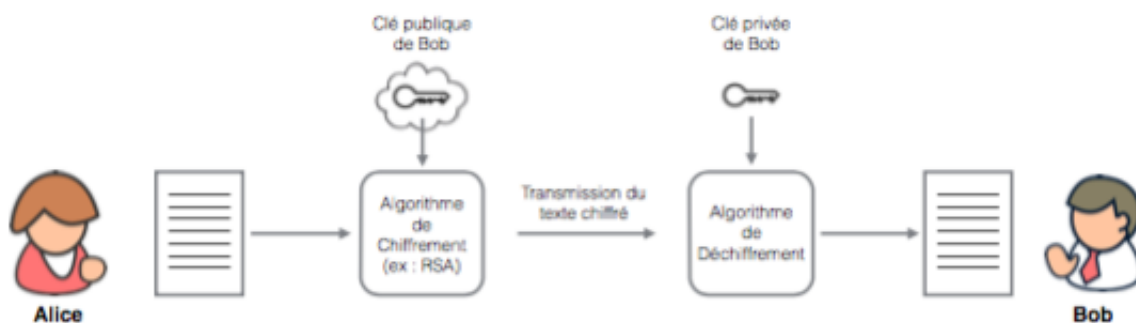 Clé publique
de Bob
Clé privée
de Bob
Algorithme
de
Chiffrement
(ex : RSA)
Transmission du
texte chiffré
Algorithme
de
Déchiffrement
Alice
Bob